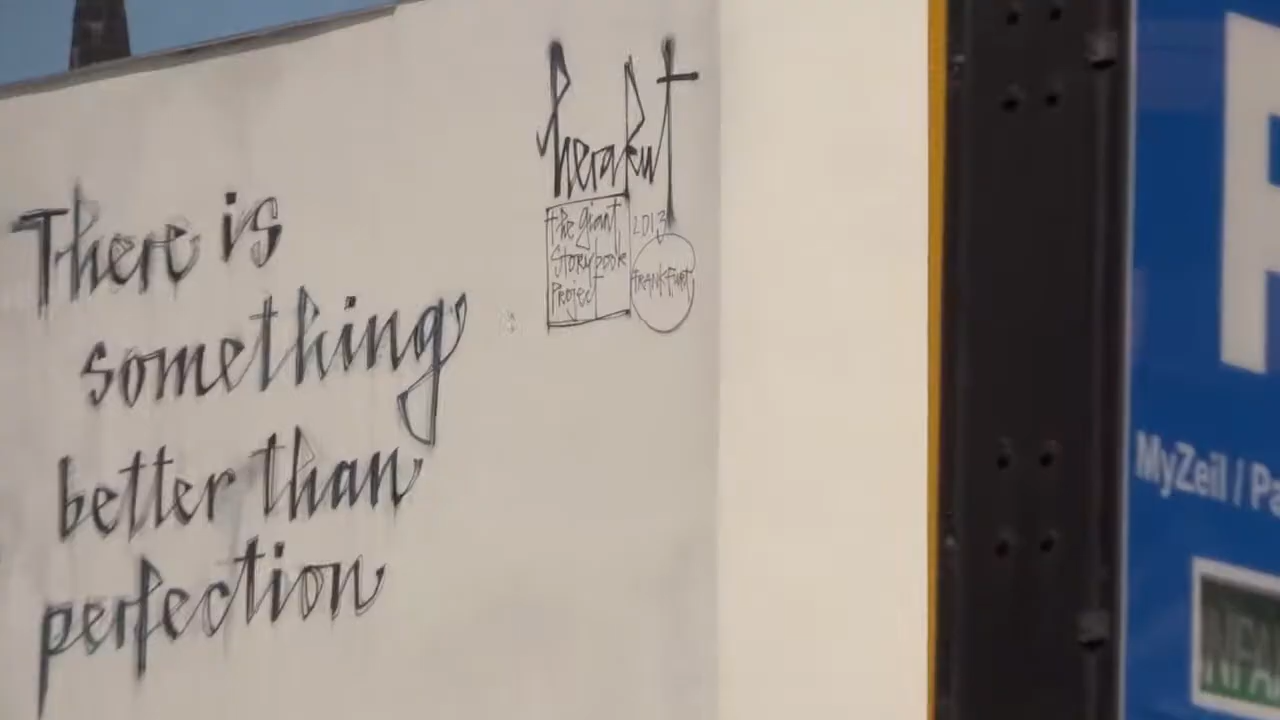 There is
something
better than
perfection
herakut
the giant
storybook
project
2013
FRANKFURT
P
MyZeil / Pa